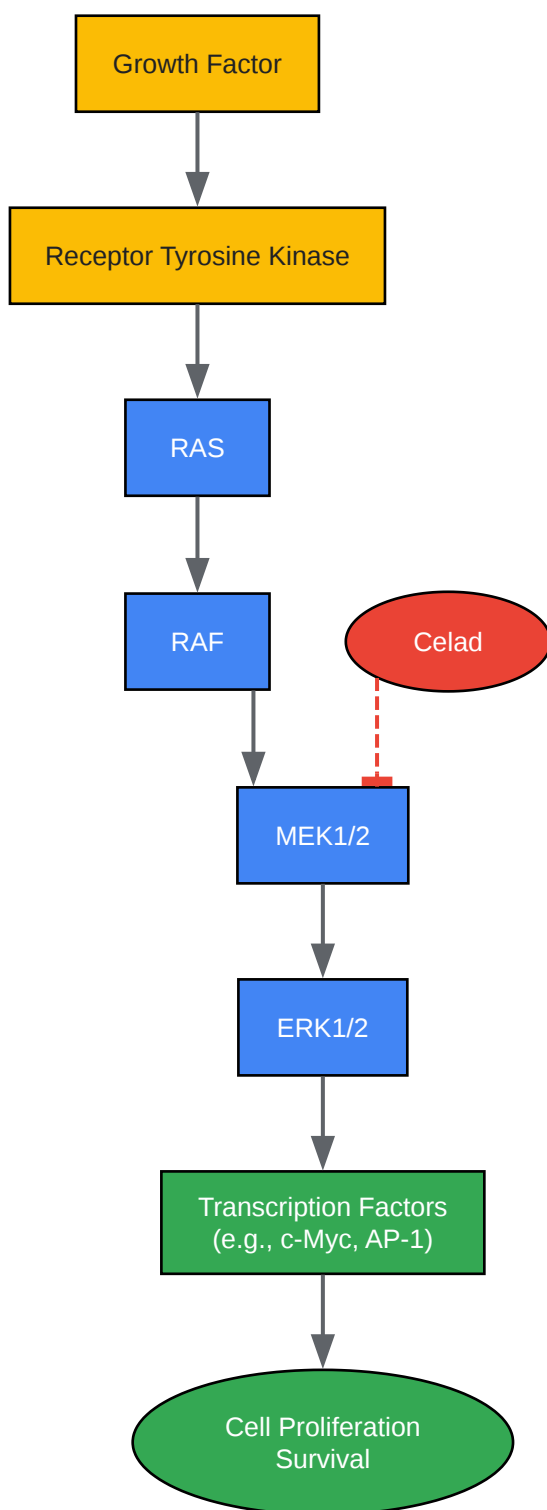 Growth Factor
Receptor Tyrosine Kinase
RAS
RAF
Celad
MEK1/2
ERK1/2
Transcription Factors
(e.g., c-Myc, AP-1)
Cell Proliferation
Survival